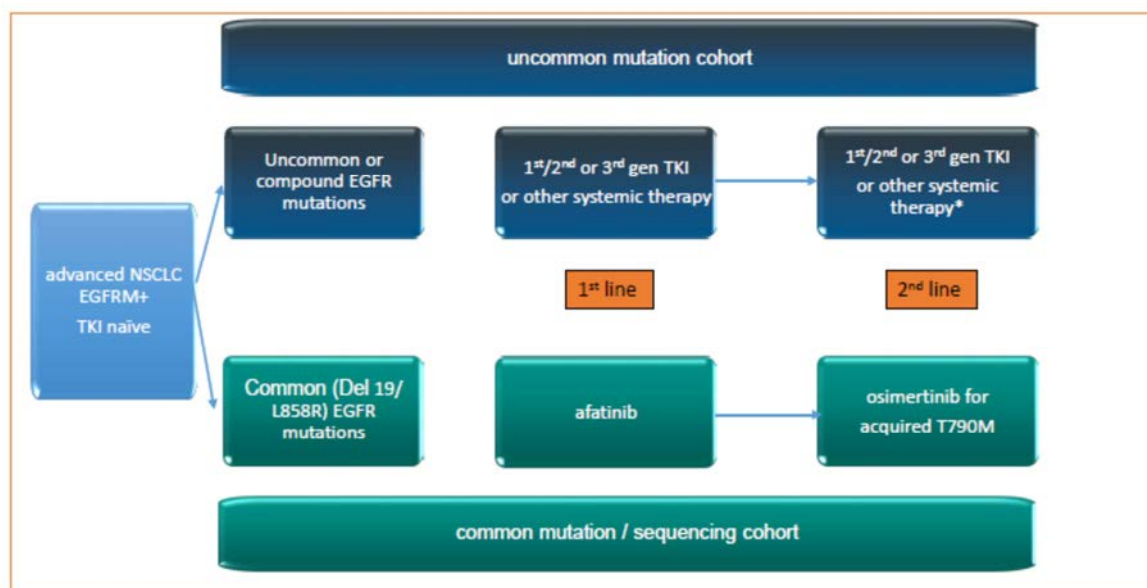 uncommon mutation cohort
Uncommon or
compound EGFR
mutations
1st/2nd or 3rd gen TKI
or other systemic therapy
1st/2nd or 3rd gen TKI
or other systemic
therapy*
advanced NSCLC
EGFRM+
TKI naïve
1st line
2nd line
Common (Del 19/
L858R) EGFR
mutations
afatinib
osimertinib for
acquired T790M
common mutation / sequencing cohort